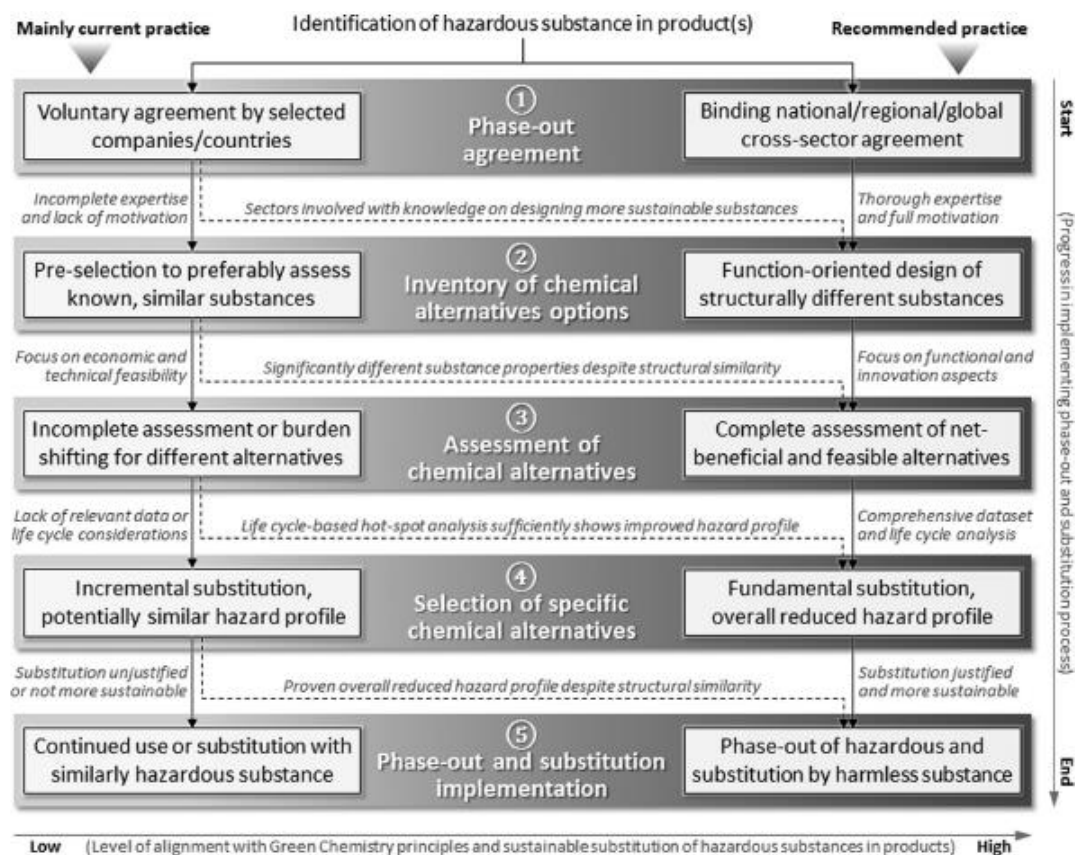 Mainly current practice
Identification of hazardous substance in product(s)
Recommended practice
Start
Voluntary agreement by selected
companies/countries
①
Phase-out
agreement
Binding national/regional/global
cross-sector agreement
Incomplete expertise
and lack of motivation
Sectors involved with knowledge on designing more sustainable substances
Thorough expertise
and full motivation
Pre-selection to preferably assess
known, similar substances
②
Inventory of chemical
alternatives options
Function-oriented design of
structurally different substances
Focus on economic and
technical feasibility
Significantly different substance properties despite structural similarity
Focus on functional and
innovation aspects
Incomplete assessment or burden
shifting for different alternatives
③
Assessment of
chemical alternatives
Complete assessment of net-
beneficial and feasible alternatives
Lack of relevant data or
life cycle considerations
Life cycle-based hot-spot analysis sufficiently shows improved hazard profile
Comprehensive dataset
and life cycle analysis
Incremental substitution,
potentially similar hazard profile
④
Selection of specific
chemical alternatives
Fundamental substitution,
overall reduced hazard profile
Substitution unjustified
or not more sustainable
Proven overall reduced hazard profile despite structural similarity
Substitution justified
and more sustainable
Continued use or substitution with
similarly hazardous substance
⑤
Phase-out and substitution
implementation
Phase-out of hazardous and
substitution by harmless substance
(Progress in implementing phase-out and substitution process)
End
Low (Level of alignment with Green Chemistry principles and sustainable substitution of hazardous substances in products) High